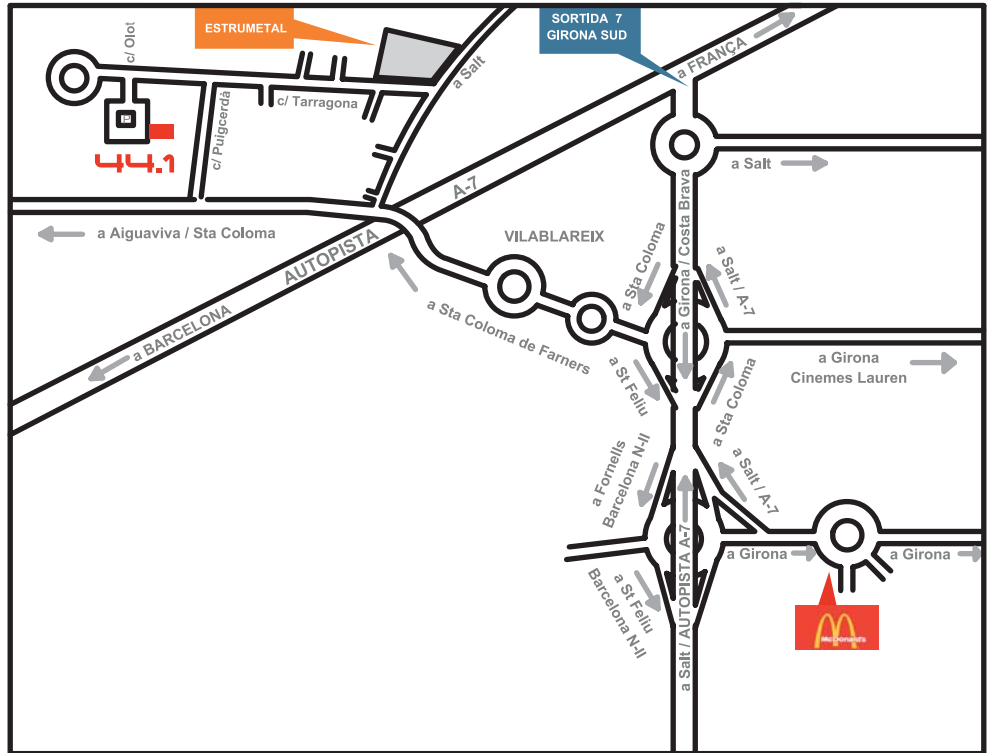 ESTRUMETAL
SORTÍDA 7
GIRONA SUD
c/ Olot
a FRANÇA
a Salt
c/ Tarragona
P
c/ Puigcerdà
44.1
A-7
a Salt
a Aiguaviva / Sta Coloma
AUTOPISTA
VILABLAREIX
a Sta Coloma
a Girona / Costa Brava
a Salt / A-7
a BARCELONA
a Sta Coloma de Farners
a Girona
Cinemes Lauren
a St Feliu
a Sta Coloma
a Fornells
Barcelona N-II
a Salt / A-7
a Girona
a Girona
a St Feliu
Barcelona N-II
a Salt / AUTOPISTA A-7
McDonald's